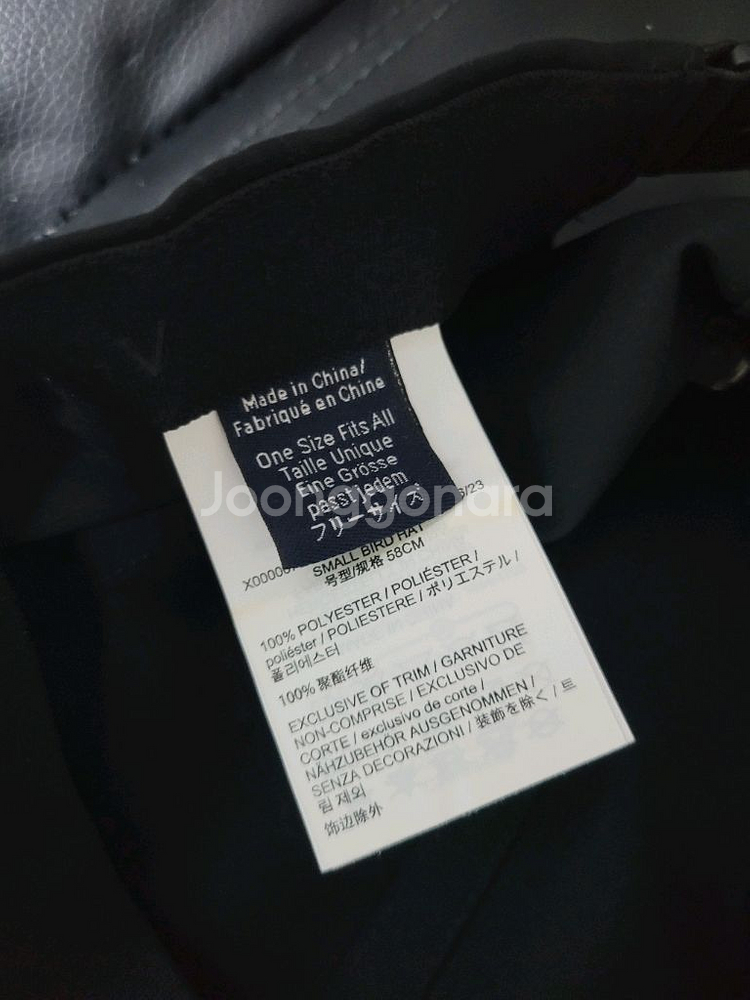 Made in China/
Fabriqué en Chine
One Size Fits All
Taille Unique
Eine Grösse
passt jedem
フリーサイズ
Joonggonara
/23
SMALL BIRD HAT
号型/规格 58CM
100% POLYESTER / POLIÉSTER /
poliéster / POLIESTERE / ポリエステル /
폴리에스터
100% 聚酯纤维
EXCLUSIVE OF TRIM / GARNITURE
NON-COMPRISE / EXCLUSIVO DE
CORTE / exclusivo de corte /
NÄHZUBEHÖR AUSGENOMMEN /
SENZA DECORAZIONI / 装飾を除く / 트
림 제외
饰边除外